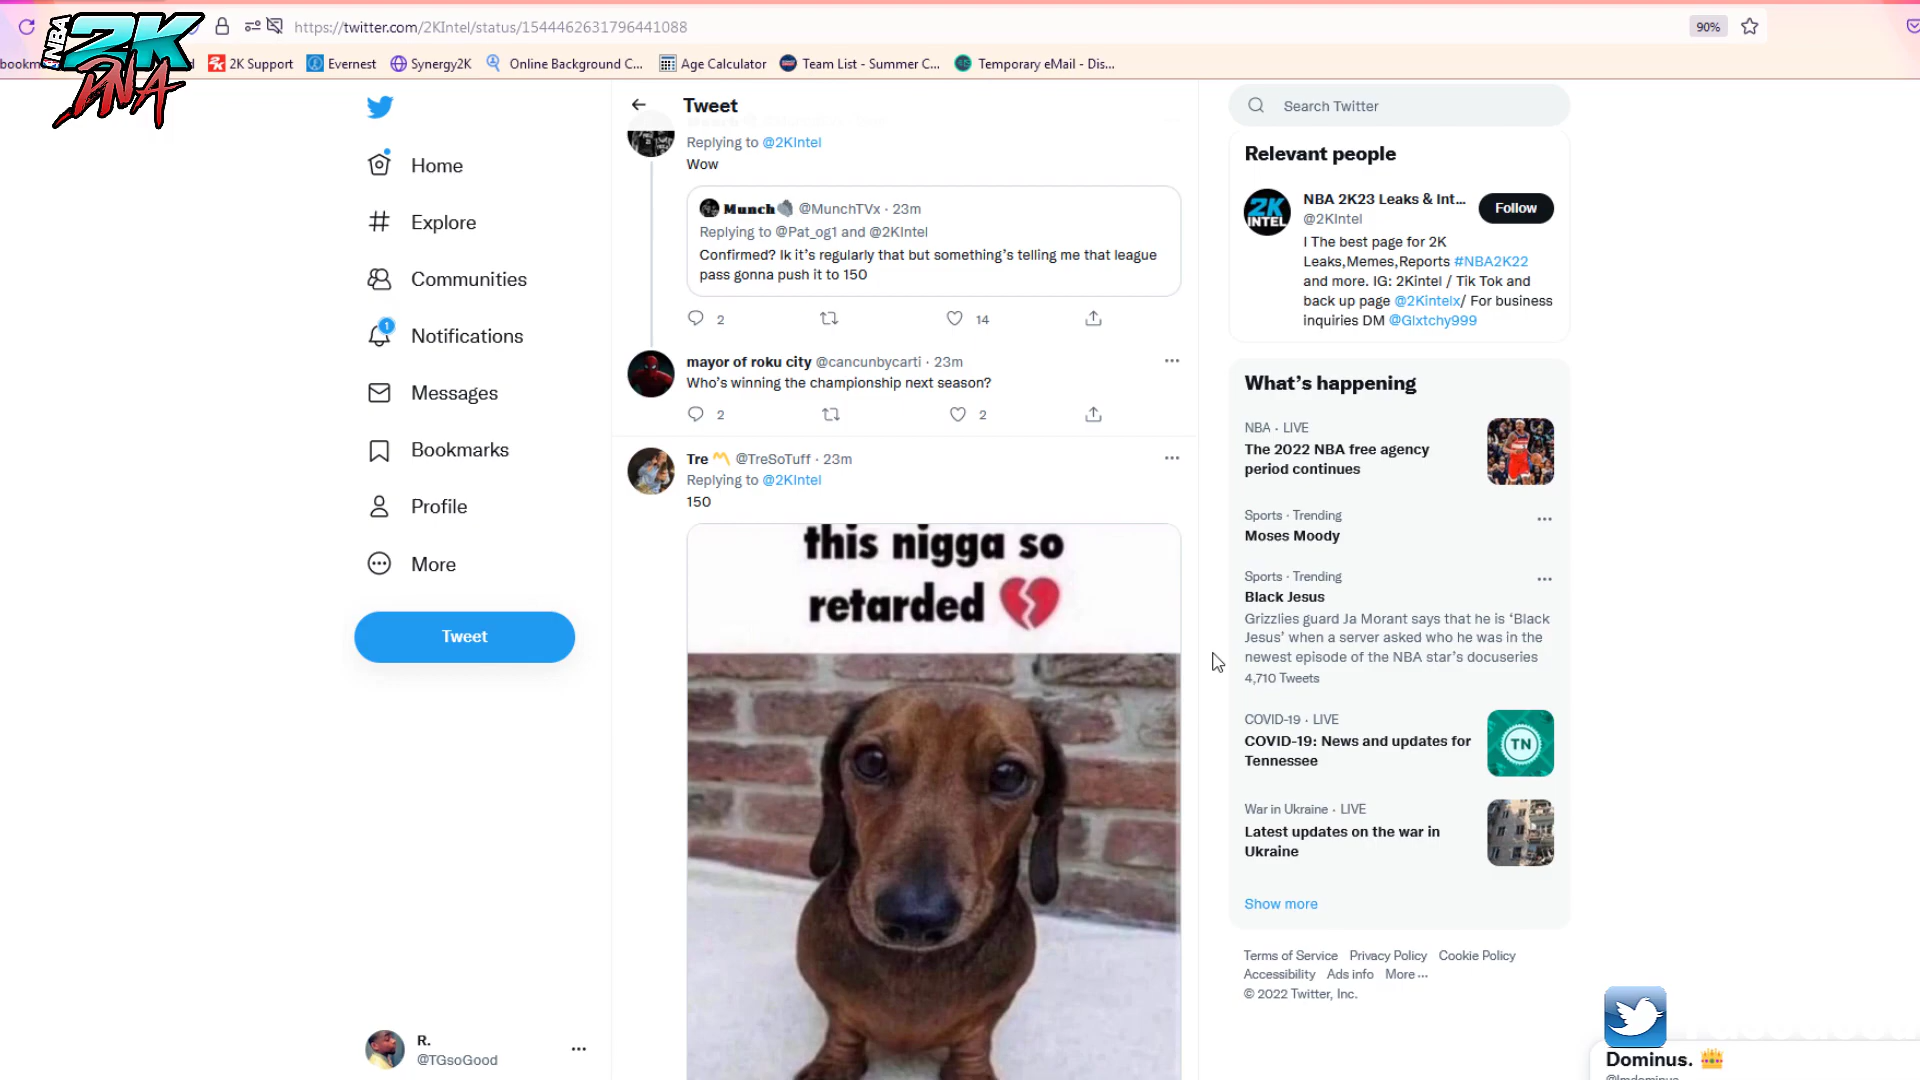 NBA 2K DNA
https://twitter.com/2KIntel/status/1544462631796441088
90%
2K Support
Evernest
Synergy2K
Online Background C...
Age Calculator
Team List - Summer C...
Temporary eMail - Dis...
Home
Explore
Communities
1
Notifications
Messages
Bookmarks
Profile
More
Tweet
R.
@TGsoGood
Tweet
Replying to @2KIntel
Wow
Munch @MunchTVx · 23m
Replying to @Pat_og1 and @2KIntel
Confirmed? Ik it's regularly that but something's telling me that league
pass gonna push it to 150
2
14
mayor of roku city @cancunbycarti · 23m
Who's winning the championship next season?
2
2
Tre @TreSoTuff · 23m
Replying to @2KIntel
150
this nigga so
retarded 💔
Search Twitter
Relevant people
2K INTEL
NBA 2K23 Leaks & Int...
@2KIntel
Follow
I The best page for 2K
Leaks,Memes,Reports #NBA2K22
and more. IG: 2Kintel / Tik Tok and
back up page @2Kintelx/ For business
inquiries DM @Glxtchy999
What's happening
NBA · LIVE
The 2022 NBA free agency
period continues
Sports · Trending
Moses Moody
Sports · Trending
Black Jesus
Grizzlies guard Ja Morant says that he is 'Black
Jesus' when a server asked who he was in the
newest episode of the NBA star's docuseries
4,710 Tweets
COVID-19 · LIVE
COVID-19: News and updates for
Tennessee
TN
War in Ukraine · LIVE
Latest updates on the war in
Ukraine
Show more
Terms of Service Privacy Policy Cookie Policy
Accessibility Ads info More ...
© 2022 Twitter, Inc.
Dominus. 👑